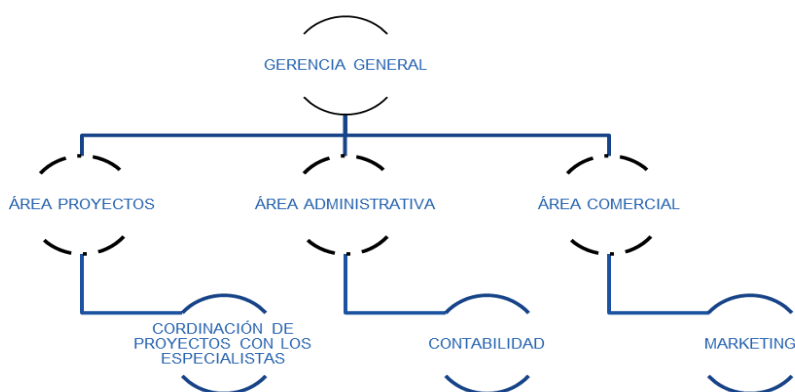 GERENCIA GENERAL
ÁREA PROYECTOS
ÁREA ADMINISTRATIVA
ÁREA COMERCIAL
CORDINACIÓN DE
PROYECTOS CON LOS
ESPECIALISTAS
CONTABILIDAD
MARKETING